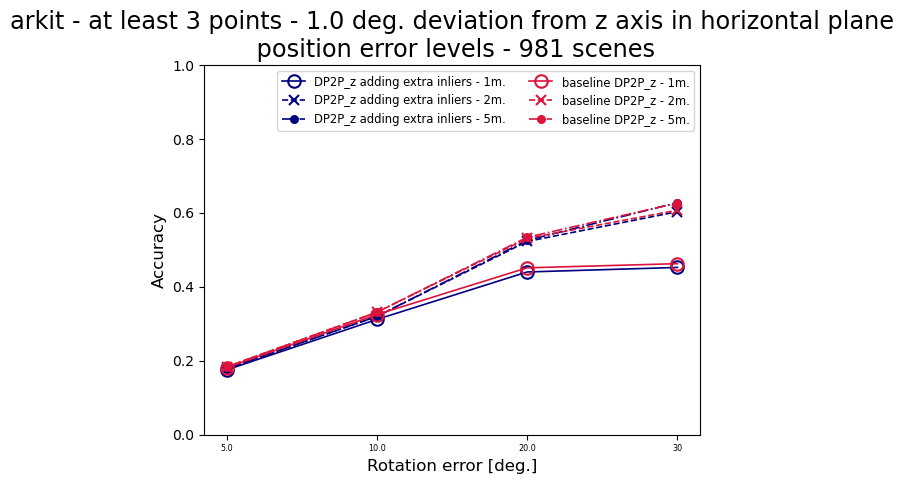 arkit - at least 3 points - 1.0 deg. deviation from z axis in horizontal plane
position error levels - 981 scenes
DP2P_z adding extra inliers - 1m.
DP2P_z adding extra inliers - 2m.
DP2P_z adding extra inliers - 5m.
baseline DP2P_z - 1m.
baseline DP2P_z - 2m.
baseline DP2P_z - 5m.
1.0
0.8
0.6
0.4
0.2
0.0
Accuracy
5.0
10.0
20.0
30
Rotation error [deg.]